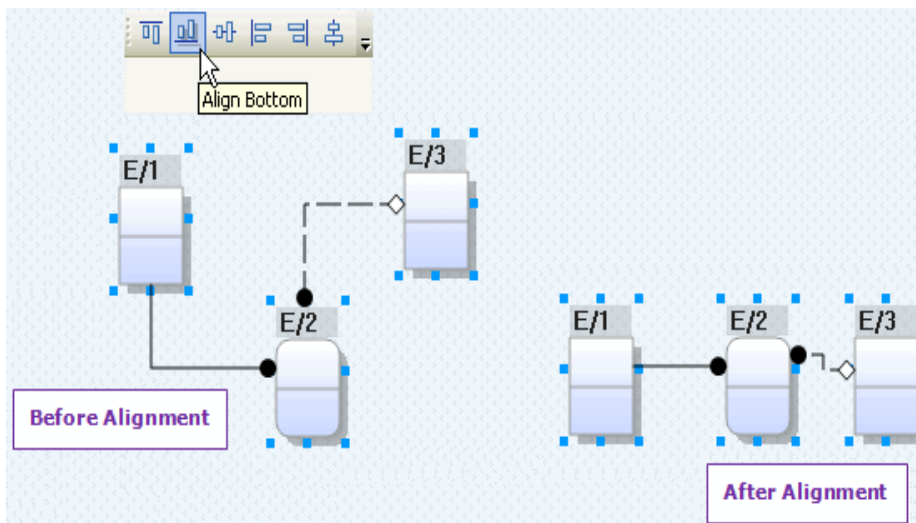 Align Bottom
E/1
E/3
E/2
Before Alignment
E/1
E/2
E/3
After Alignment